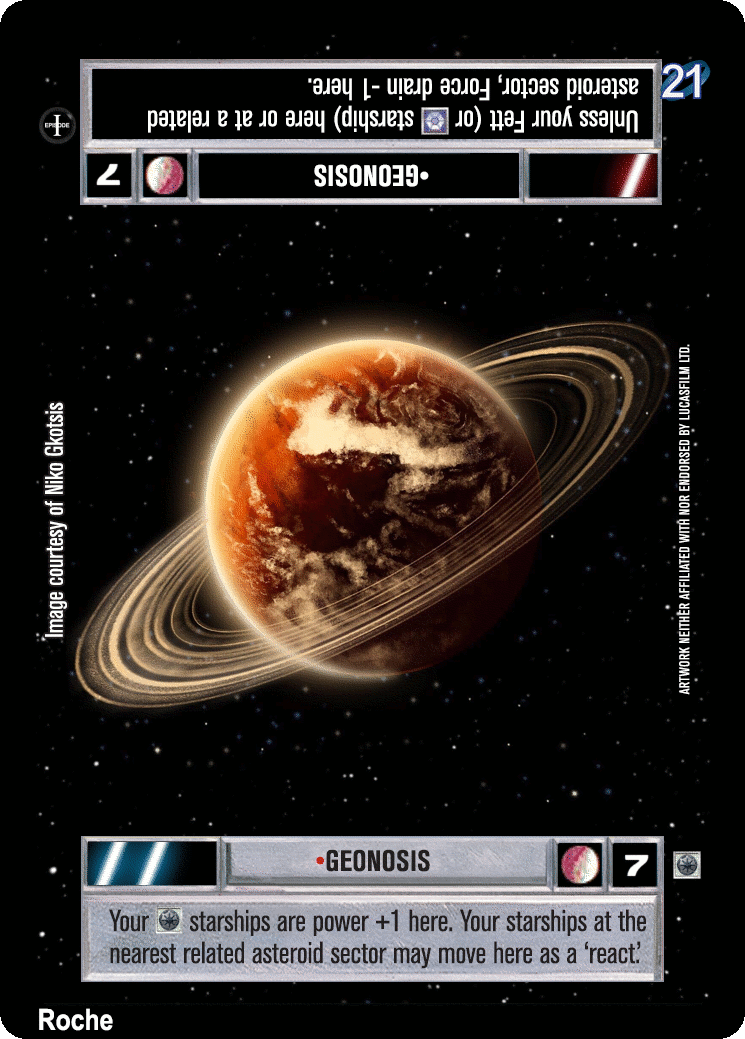 21
EPISODE
I
Unless your Fett (or starship) here or at a related
asteroid sector, Force drain -1 here.
•GEONOSIS
7
Image courtesy of Niko Gkotsis
ARTWORK NEITHER AFFILIATED WITH NOR ENDORSED BY LUCASFILM LTD.
•GEONOSIS
7
Your starships are power +1 here. Your starships at the
nearest related asteroid sector may move here as a ‘react’.
Roche